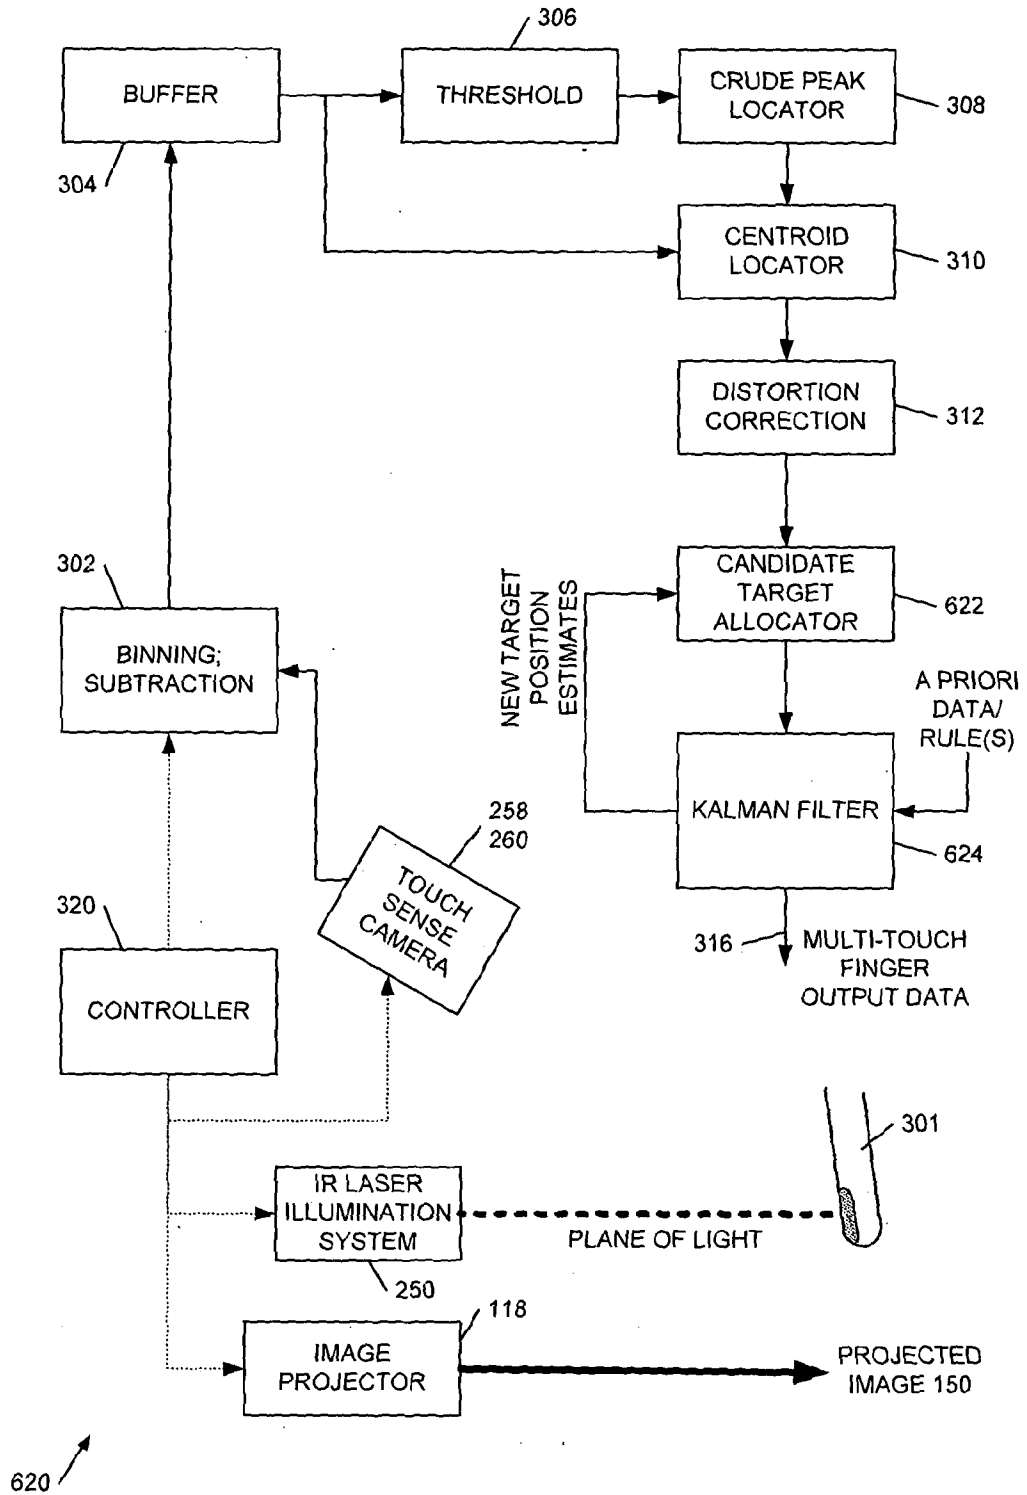 306
BUFFER
THRESHOLD
CRUDE PEAK
LOCATOR
308
304
CENTROID
LOCATOR
310
DISTORTION
CORRECTION
312
302
BINNING;
SUBTRACTION
NEW TARGET
POSITION
ESTIMATES
CANDIDATE
TARGET
ALLOCATOR
622
A PRIORI
DATA/
RULE(S)
KALMAN FILTER
624
258
260
TOUCH
SENSE
CAMERA
320
CONTROLLER
316
MULTI-TOUCH
FINGER
OUTPUT DATA
301
IR LASER
ILLUMINATION
SYSTEM
PLANE OF LIGHT
250
118
IMAGE
PROJECTOR
PROJECTED
IMAGE 150
620